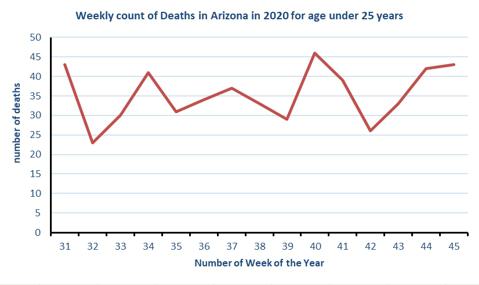 Weekly count of Deaths in Arizona in 2020 for age under 25 years
50
45
40
35
30
25
20
15
10
5
0
number of deaths
31 32 33 34 35 36 37 38 39 40 41 42 43 44 45
Number of Week of the Year